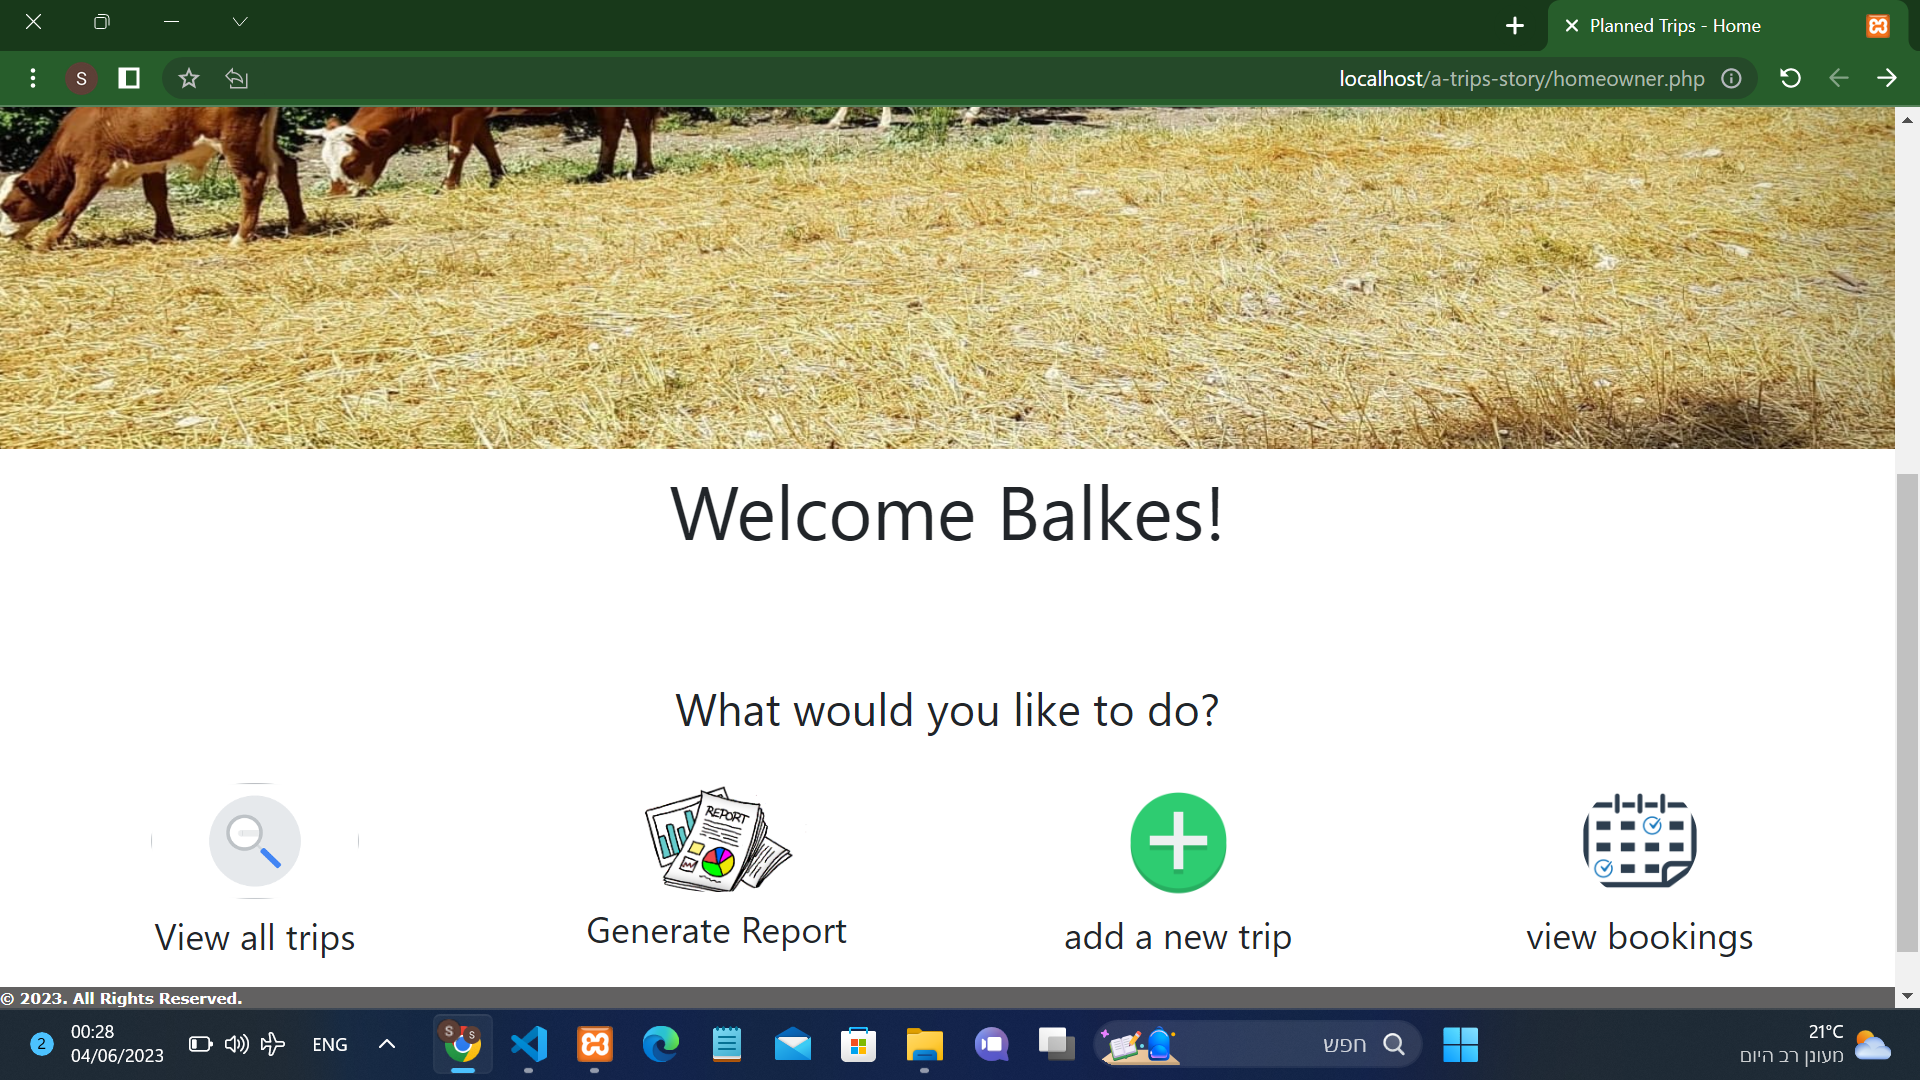 Planned Trips - Home
S
localhost/a-trips-story/homeowner.php
Welcome Balkes!
What would you like to do?
REPORT
View all trips
Generate Report
add a new trip
view bookings
© 2023. All Rights Reserved.
2
00:28
04/06/2023
ENG
S
S
חפש
21°C
מעונן רב היום